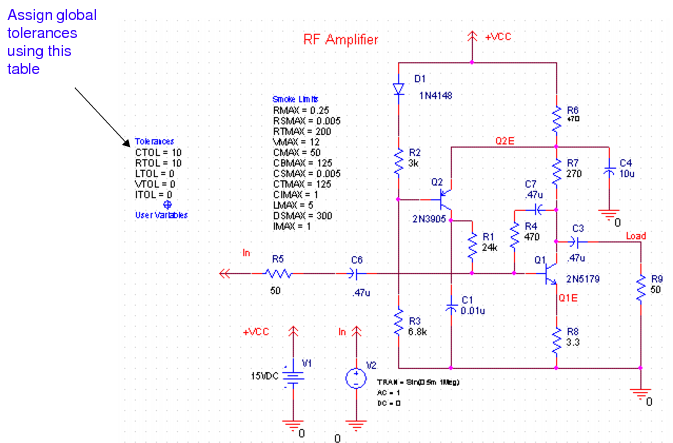 Assign global
tolerances
using this
table
RF Amplifier
+VCC
D1
1N4148
Smoke Limits
RMAX = 0.25
RSMAX = 0.005
RTMAX = 200
VMAX = 12
CMAX = 50
CBMAX = 125
CSMAX = 0.005
CTMAX = 125
CIMAX = 1
LMAX = 5
DSMAX = 300
IMAX = 1
Tolerances
CTOL = 10
RTOL = 10
LTOL = 0
VTOL = 0
ITOL = 0
User Variables
R6
470
Q2E
R2
3k
R7
270
C4
10u
0
Q2
2N3905
C7
.47u
R4
470
R1
24k
C3
.47u
Load
In
R5
50
C6
.47u
Q1
2N5179
Q1E
R9
50
C1
0.01u
R3
6.8k
R8
3.3
0
+VCC
V1
15VDC
0
In
V2
TRAN = Sin(0 5m 1Meg)
AC = 1
DC = 0
0